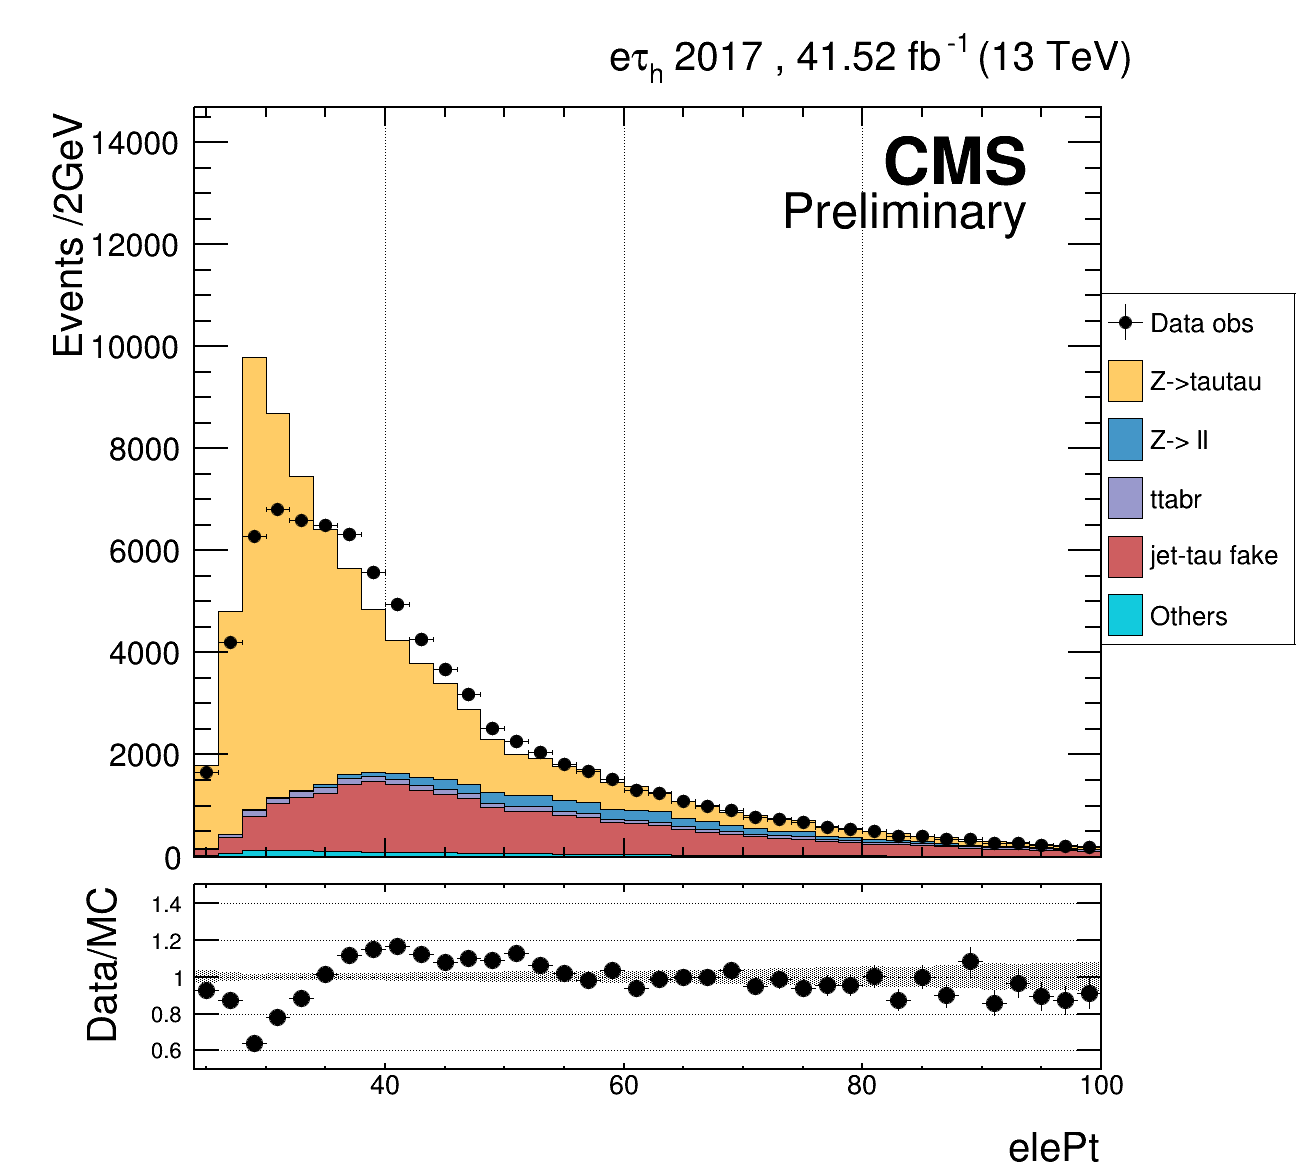 eτh 2017 , 41.52 fb-1 (13 TeV)
CMS
Preliminary
Events /2GeV
14000
12000
10000
8000
6000
4000
2000
0
Data obs
Z->tautau
Z-> ll
ttabr
jet-tau fake
Others
Data/MC
1.4
1.2
1
0.8
0.6
40 60 80 100
elePt